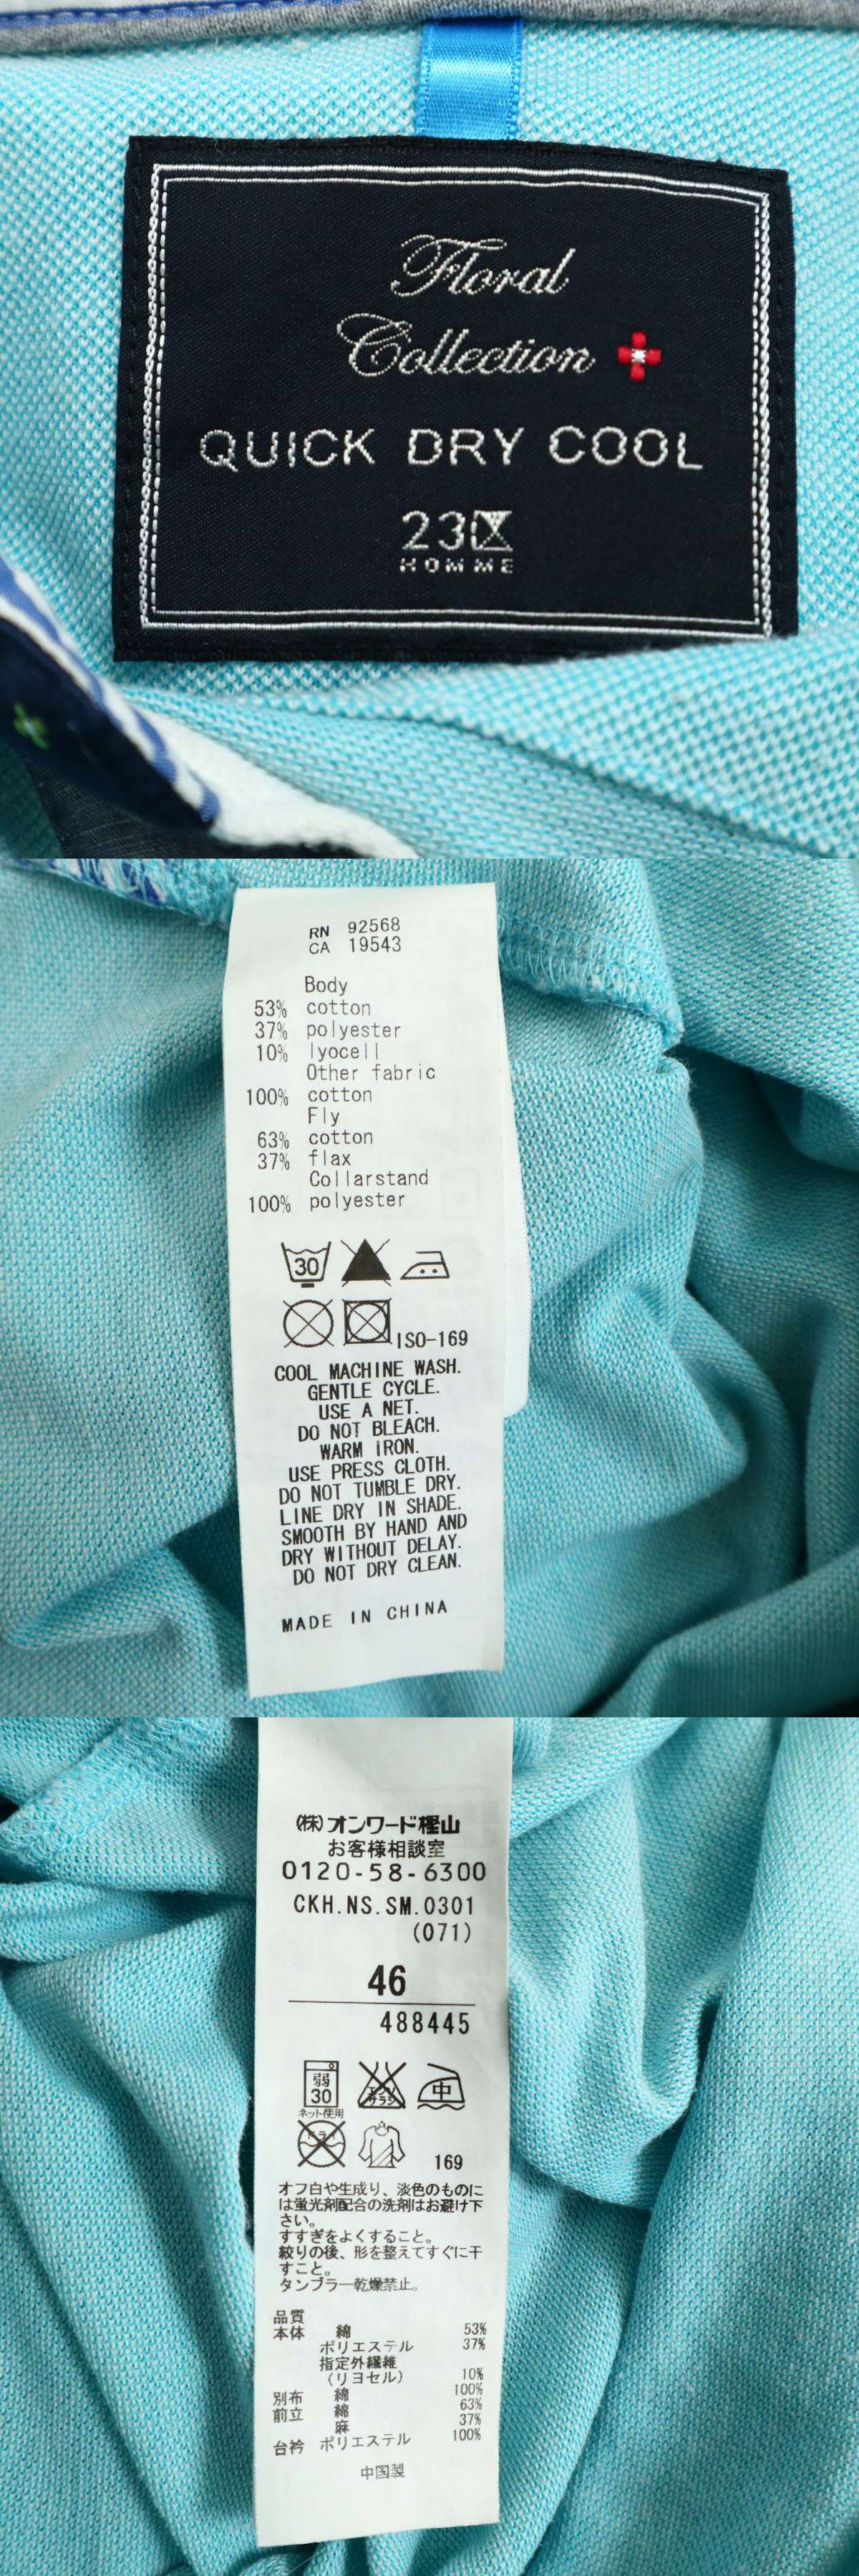 Floral
Collection
QUICK DRY COOL
23区
HOMME
RN 92568
CA 19543
Body
53% cotton
37% polyester
10% lyocell
Other fabric
100% cotton
Fly
63% cotton
37% flax
Collarstand
100% polyester
30
ISO-169
COOL MACHINE WASH.
GENTLE CYCLE.
USE A NET.
DO NOT BLEACH.
WARM IRON.
USE PRESS CLOTH.
DO NOT TUMBLE DRY.
LINE DRY IN SHADE.
SMOOTH BY HAND AND
DRY WITHOUT DELAY.
DO NOT DRY CLEAN.
MADE IN CHINA
(株)オンワード樫山
お客様相談室
0120-58-6300
CKH.NS.SM.0301
(071)
46
488445
弱 エンソ 中
30 サラシ
ネット使用
ドライ
169
オフ白や生成り、淡色のものに
は蛍光剤配合の洗剤はお避け下
さい。
すすぎをよくすること。
絞りの後、形を整えてすぐに干
すこと。
タンブラー乾燥禁止。
品質
本体 綿 53%
ポリエステル 37%
指定外繊維
(リヨセル) 10%
別布 綿 100%
前立 綿 63%
麻 37%
台衿 ポリエステル 100%
中国製